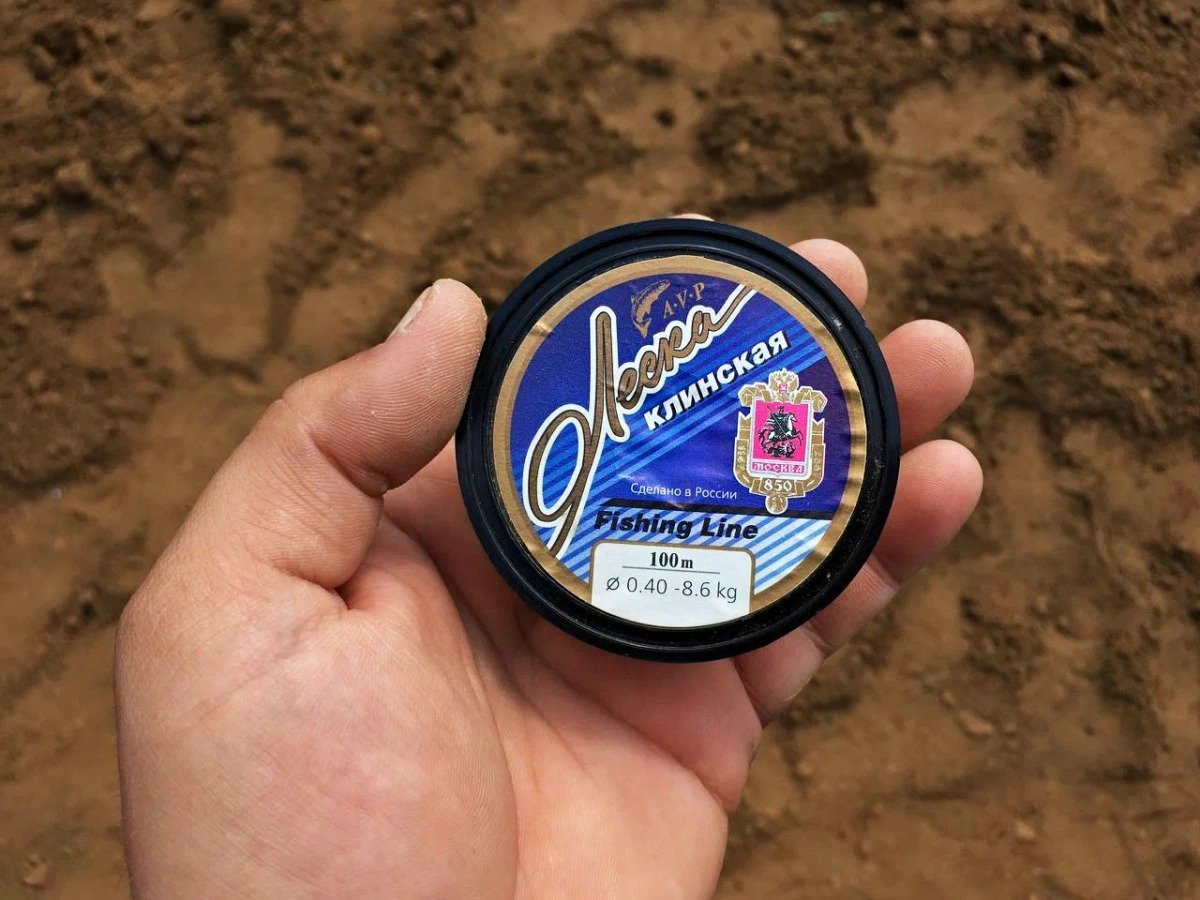 A·V·P
Леска
клинская
МОСКВА
850
Сделано в России
Fishing Line
100m
Ø 0.40 -8.6 kg